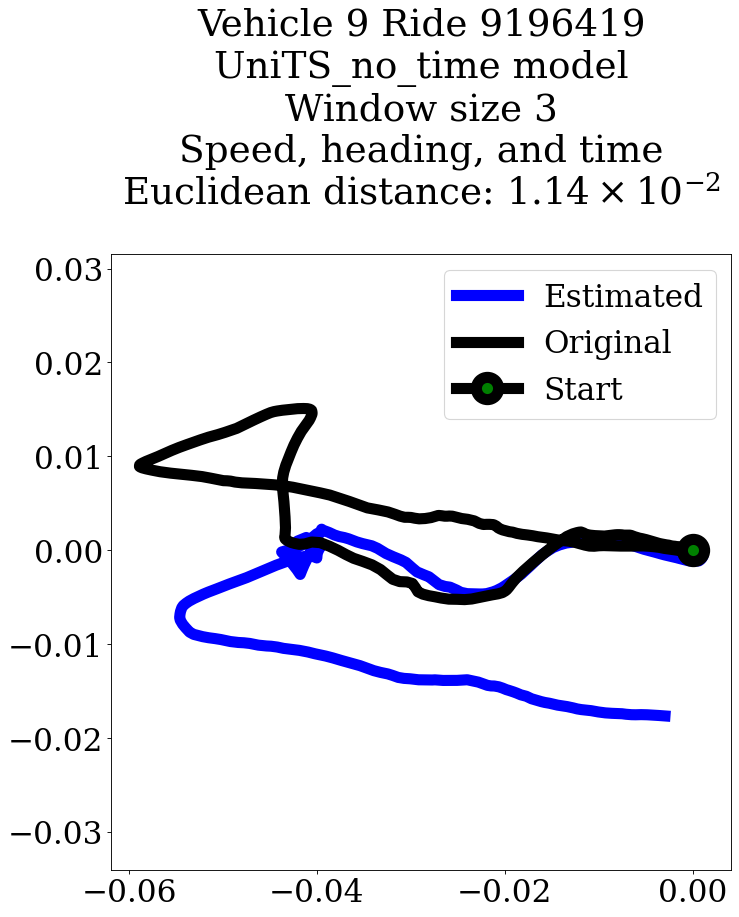 Vehicle 9 Ride 9196419
UniTS_no_time model
Window size 3
Speed, heading, and time
Euclidean distance: 1.14 × 10⁻²
Estimated
Original
Start
0.03
0.02
0.01
0.00
−0.01
−0.02
−0.03
−0.06 −0.04 −0.02 0.00